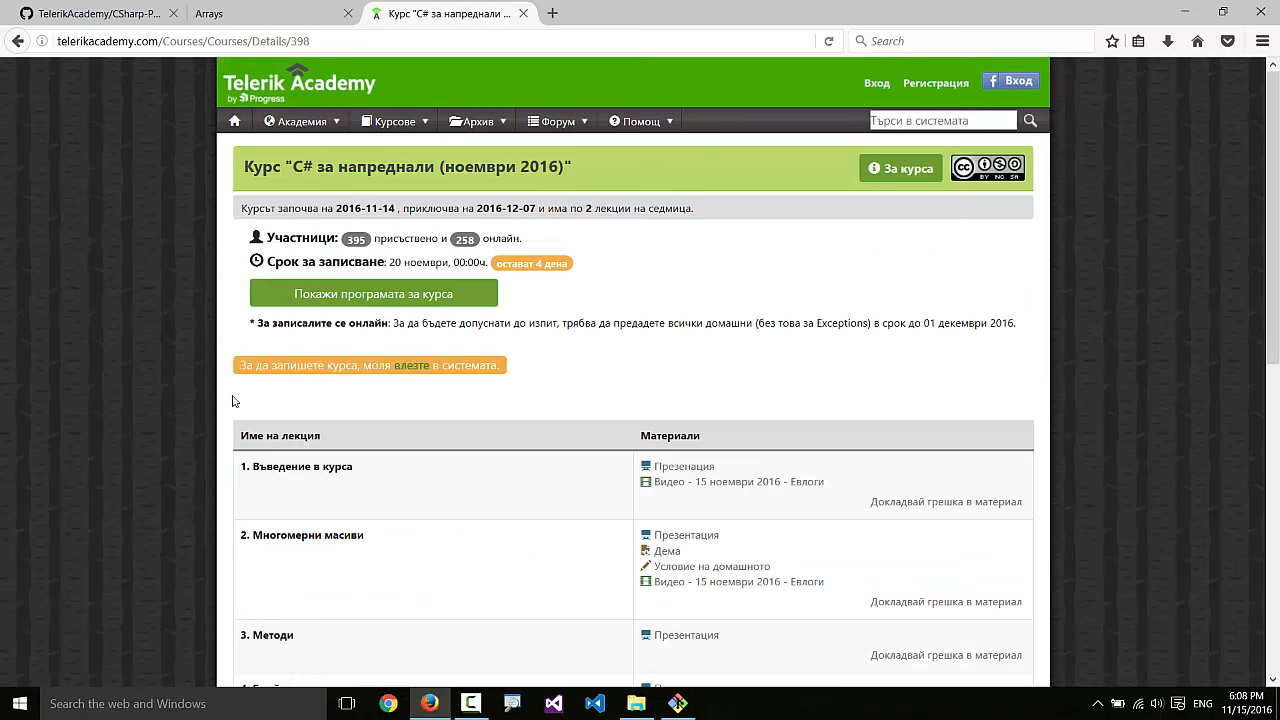 TelerikAcademy/CSharp-P...
Arrays
Курс "C# за напреднали ...
telerikacademy.com/Courses/Courses/Details/398
Search
Telerik Academy
by Progress
Вход
Регистрация
f Вход
Академия
Курсове
Архив
Форум
Помощ
Търси в системата
Курс "C# за напреднали (ноември 2016)"
За курса
cc BY NC SA
Курсът започва на 2016-11-14 , приключва на 2016-12-07 и има по 2 лекции на седмица.
Участници: 395 присъствено и 258 онлайн.
Срок за записване: 20 ноември, 00:00ч. остават 4 дена
Покажи програмата за курса
* За записалите се онлайн: За да бъдете допуснати до изпит, трябва да предадете всички домашни (без това за Exceptions) в срок до 01 декември 2016.
За да запишете курса, моля влезте в системата.
Име на лекция
Материали
1. Въведение в курса
Презенация
Видео - 15 ноември 2016 - Евлоги
Докладвай грешка в материал
2. Многомерни масиви
Презентация
Дема
Условие на домашното
Видео - 15 ноември 2016 - Евлоги
Докладвай грешка в материал
3. Методи
Презентация
Докладвай грешка в материал
Search the web and Windows
ENG
6:08 PM
11/15/2016